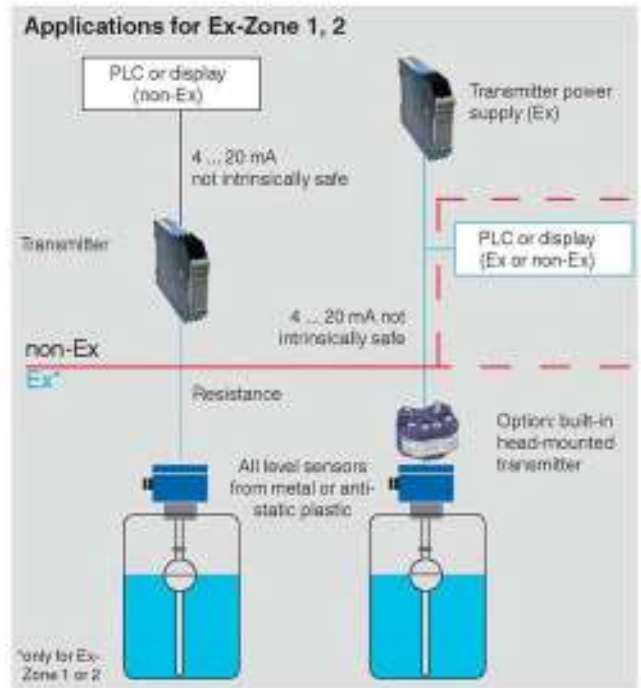 Applications for Ex-Zone 1, 2
PLC or display
(non-Ex)
Transmitter power
supply (Ex)
4 ... 20 mA
not intrinsically safe
Transmitter
PLC or display
(Ex or non-Ex)
4 ... 20 mA not
intrinsically safe
non-Ex
Ex*
Resistance
Option: built-in
head-mounted
transmitter
All level sensors
from metal or anti-
static plastic
*only for Ex-
Zone 1 or 2